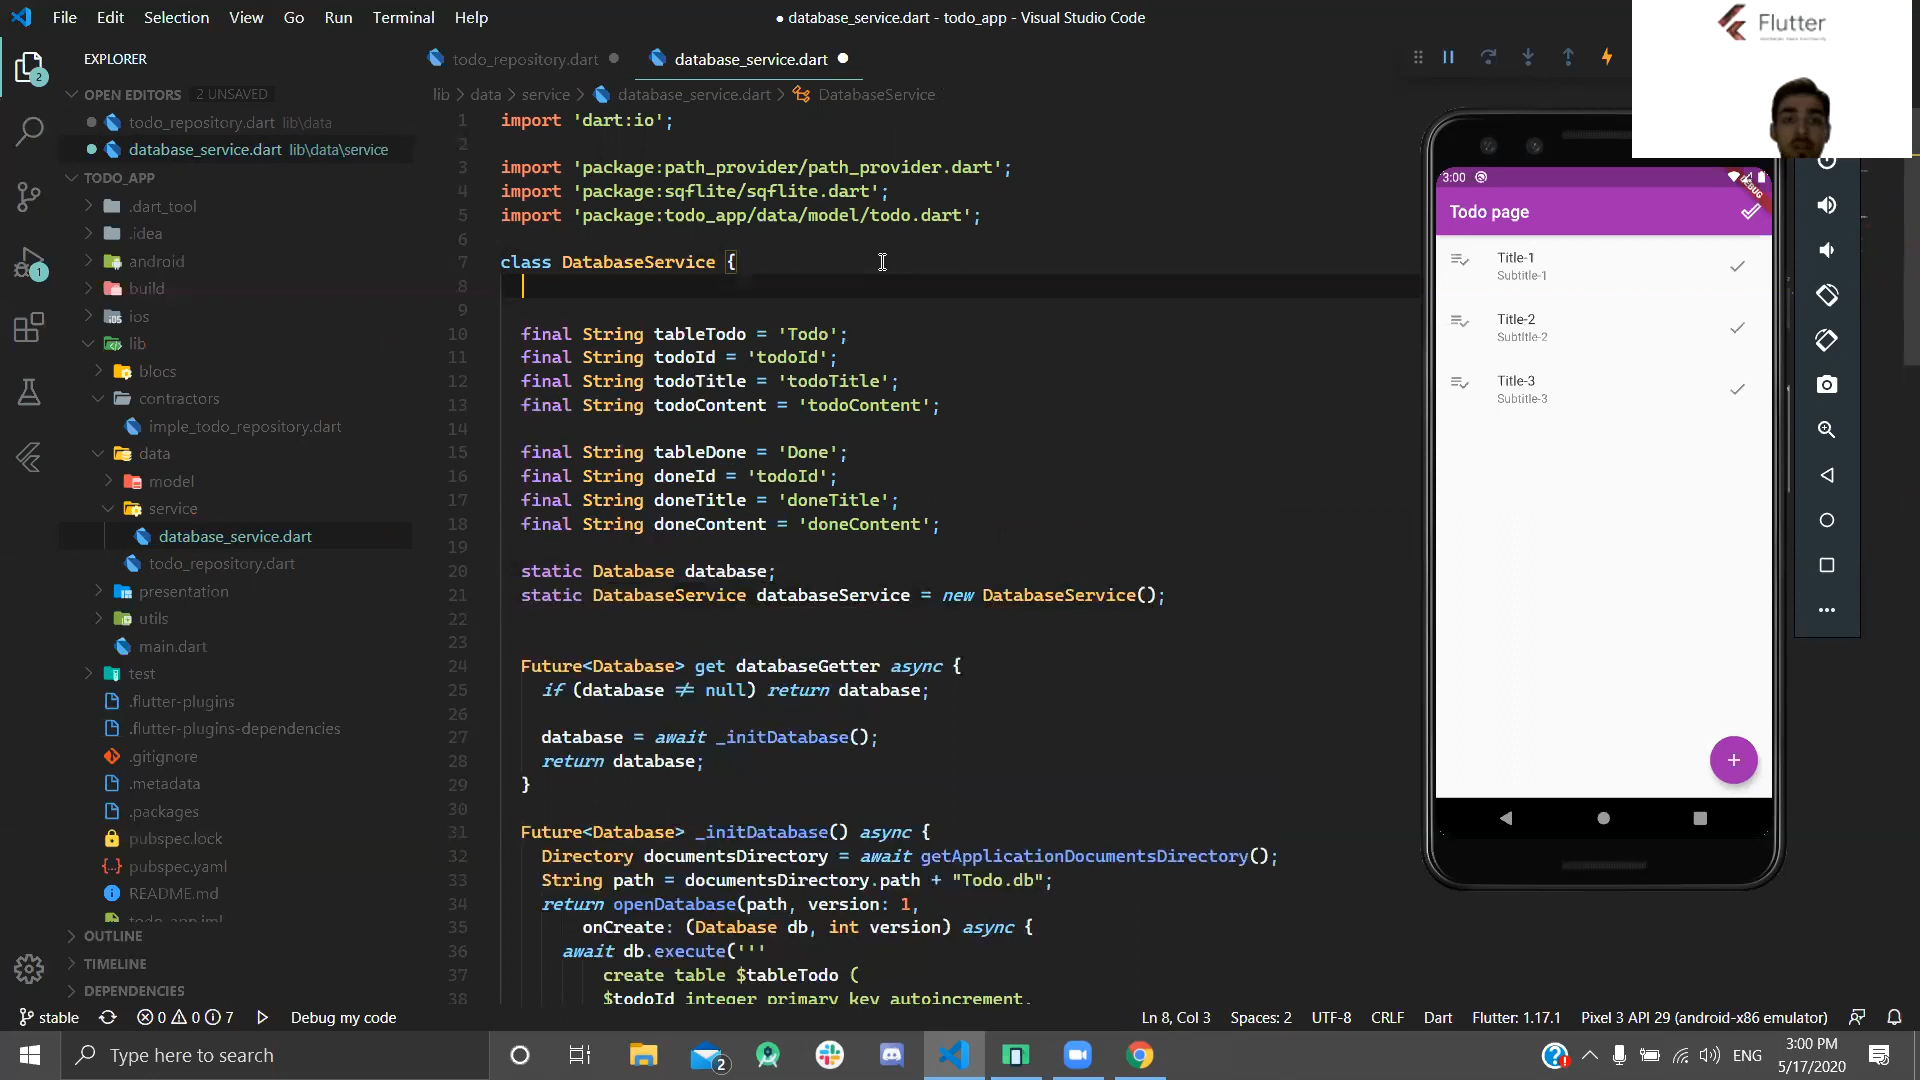 File Edit Selection View Go Run Terminal Help
● database_service.dart - todo_app - Visual Studio Code
Flutter
EXPLORER
todo_repository.dart
database_service.dart
OPEN EDITORS 2 UNSAVED
todo_repository.dart lib\data
database_service.dart lib\data\service
TODO_APP
.dart_tool
.idea
android
build
ios
lib
blocs
contractors
imple_todo_repository.dart
data
model
service
database_service.dart
todo_repository.dart
presentation
utils
main.dart
test
.flutter-plugins
.flutter-plugins-dependencies
.gitignore
.metadata
.packages
pubspec.lock
pubspec.yaml
README.md
todo_app.iml
OUTLINE
TIMELINE
DEPENDENCIES
2
1
lib > data > service > database_service.dart > DatabaseService
1 import 'dart:io';
2
3 import 'package:path_provider/path_provider.dart';
4 import 'package:sqflite/sqflite.dart';
5 import 'package:todo_app/data/model/todo.dart';
6
7 class DatabaseService {
8
9
10 final String tableTodo = 'Todo';
11 final String todoId = 'todoId';
12 final String todoTitle = 'todoTitle';
13 final String todoContent = 'todoContent';
14
15 final String tableDone = 'Done';
16 final String doneId = 'todoId';
17 final String doneTitle = 'doneTitle';
18 final String doneContent = 'doneContent';
19
20 static Database database;
21 static DatabaseService databaseService = new DatabaseService();
22
23
24 Future<Database> get databaseGetter async {
25 if (database ≠ null) return database;
26
27 database = await _initDatabase();
28 return database;
29 }
30
31 Future<Database> _initDatabase() async {
32 Directory documentsDirectory = await getApplicationDocumentsDirectory();
33 String path = documentsDirectory.path + "Todo.db";
34 return openDatabase(path, version: 1,
35 onCreate: (Database db, int version) async {
36 await db.execute('''
37 create table $tableTodo (
38 $todoId integer primary key autoincrement,
3:00
DEBUG
Todo page
Title-1
Subtitle-1
Title-2
Subtitle-2
Title-3
Subtitle-3
stable 0 0 7 Debug my code
Ln 8, Col 3 Spaces: 2 UTF-8 CRLF Dart Flutter: 1.17.1 Pixel 3 API 29 (android-x86 emulator)
Type here to search
2
ENG
3:00 PM
5/17/2020